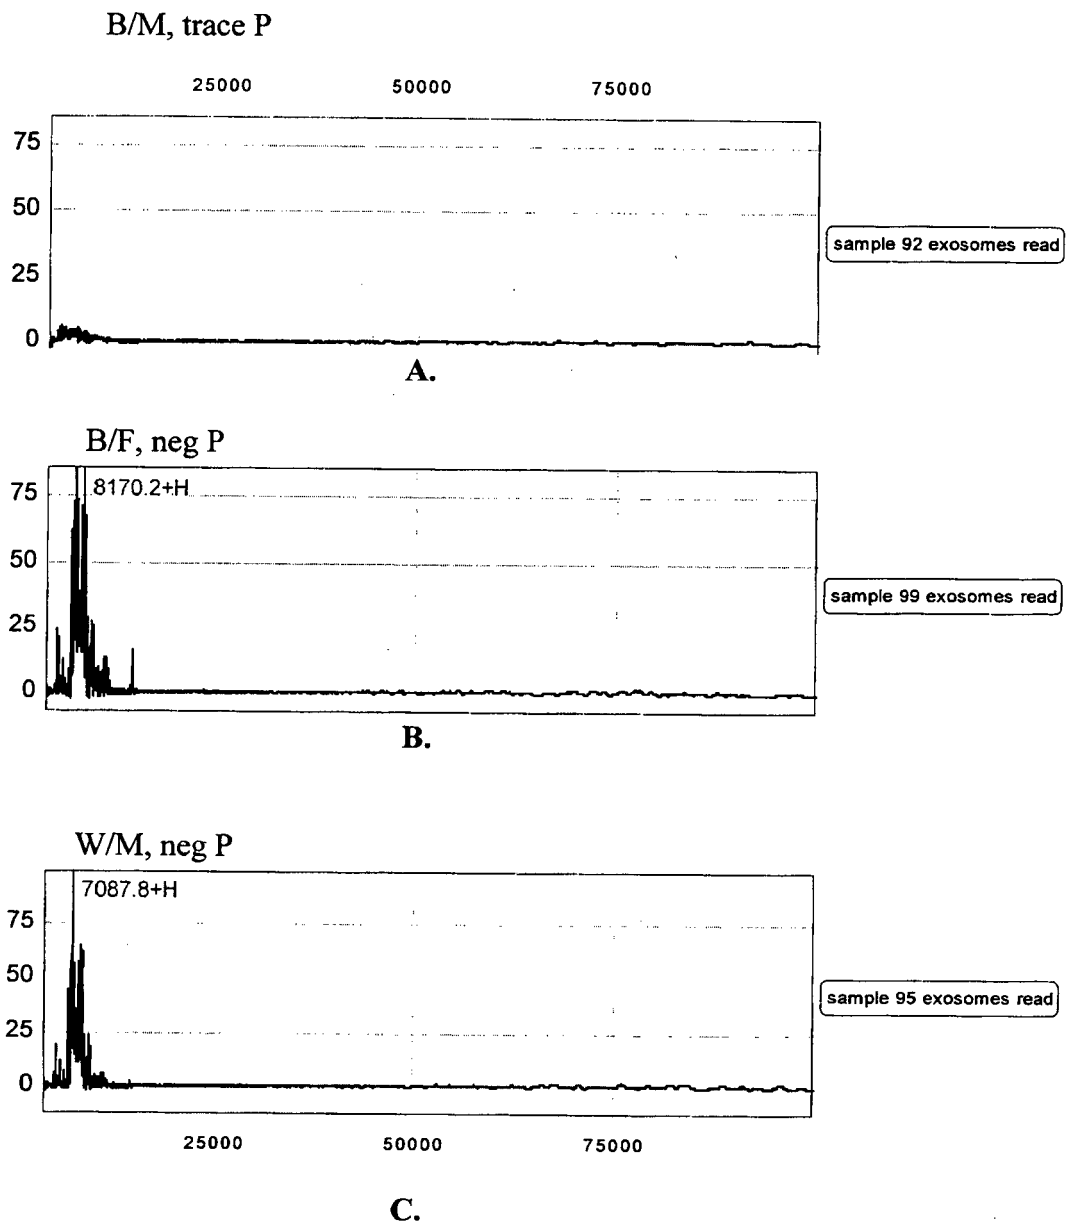 B/M, trace P
25000 50000 75000
75
50
25
0
sample 92 exosomes read
A.
B/F, neg P
8170.2+H
75
50
25
0
sample 99 exosomes read
B.
W/M, neg P
7087.8+H
75
50
25
0
sample 95 exosomes read
25000 50000 75000
C.